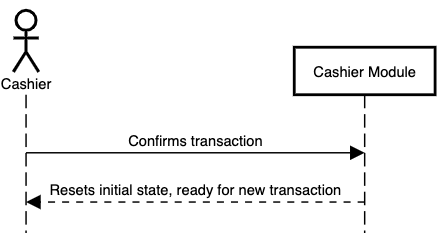 Cashier
Cashier Module
Confirms transaction
Resets initial state, ready for new transaction